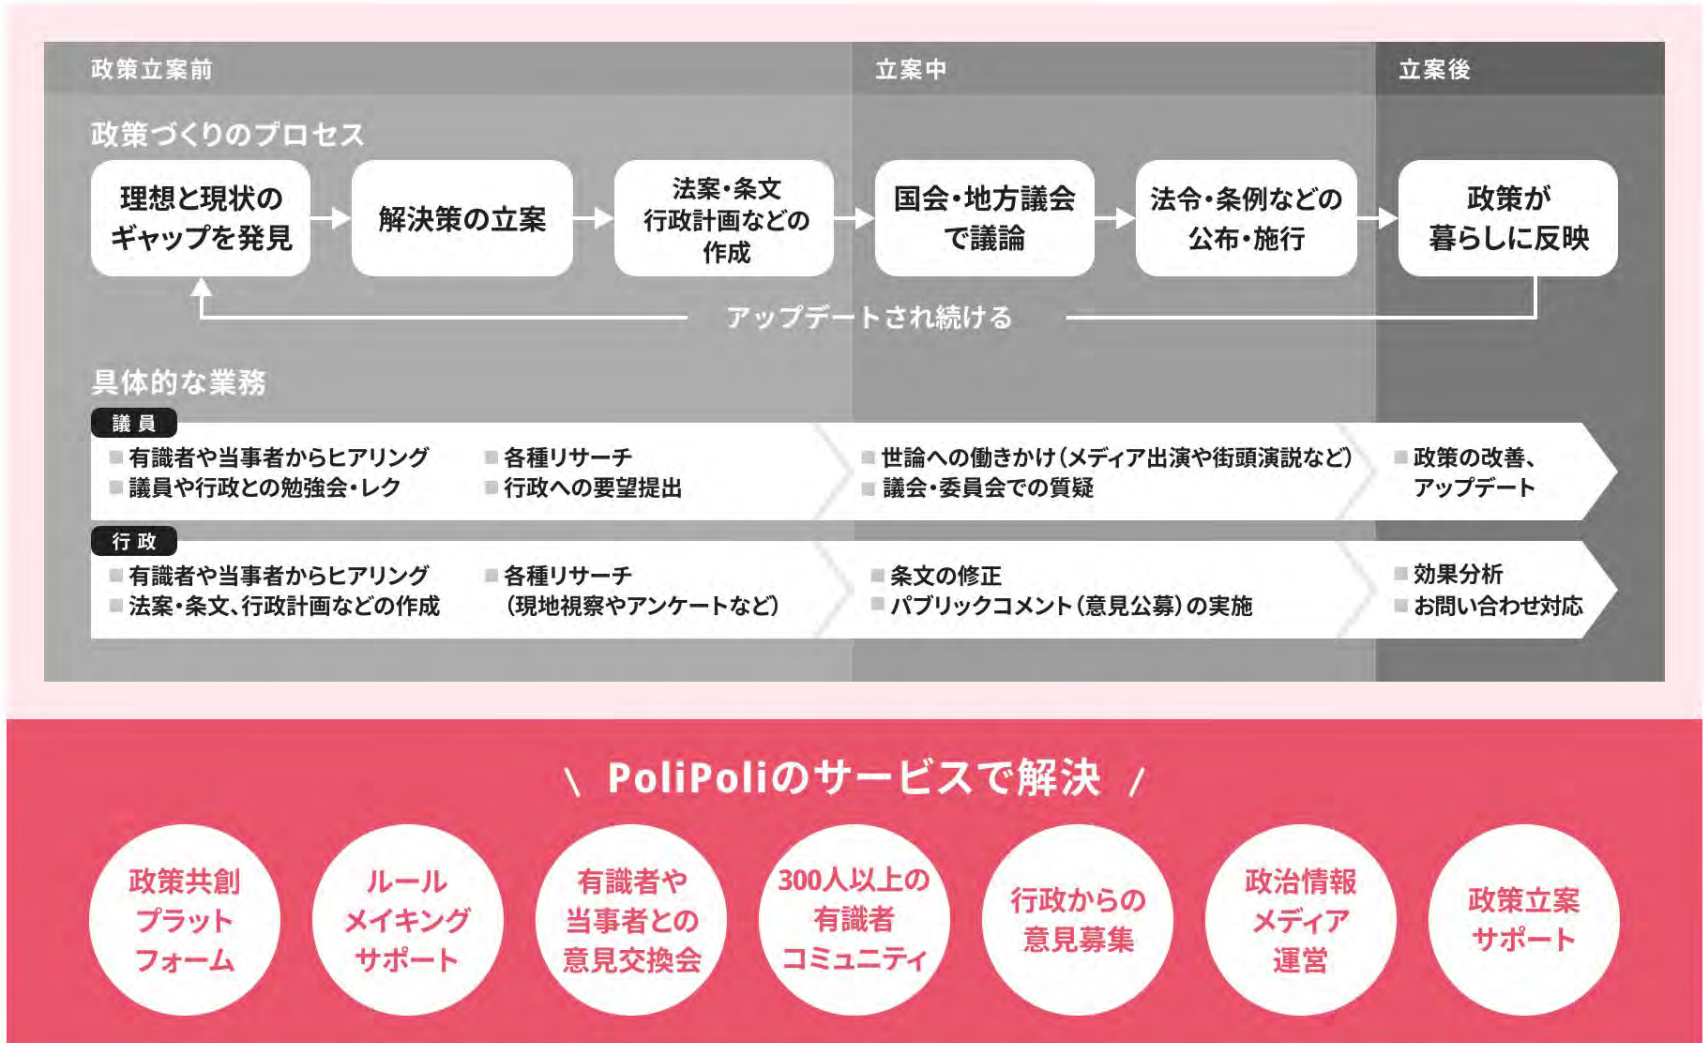 政策立案前
立案中
立案後
政策づくりのプロセス
理想と現状の
ギャップを発見
解決策の立案
法案・条文
行政計画などの
作成
国会・地方議会
で議論
法令・条例などの
公布・施行
政策が
暮らしに反映
アップデートされ続ける
具体的な業務
議員
有識者や当事者からヒアリング
議員や行政との勉強会・レク
各種リサーチ
行政への要望提出
世論への働きかけ（メディア出演や街頭演説など）
議会・委員会での質疑
政策の改善、
アップデート
行政
有識者や当事者からヒアリング
法案・条文、行政計画などの作成
各種リサーチ
（現地視察やアンケートなど）
条文の修正
パブリックコメント（意見公募）の実施
効果分析
お問い合わせ対応
\ PoliPoliのサービスで解決 /
政策共創
プラット
フォーム
ルール
メイキング
サポート
有識者や
当事者との
意見交換会
300人以上の
有識者
コミュニティ
行政からの
意見募集
政治情報
メディア
運営
政策立案
サポート